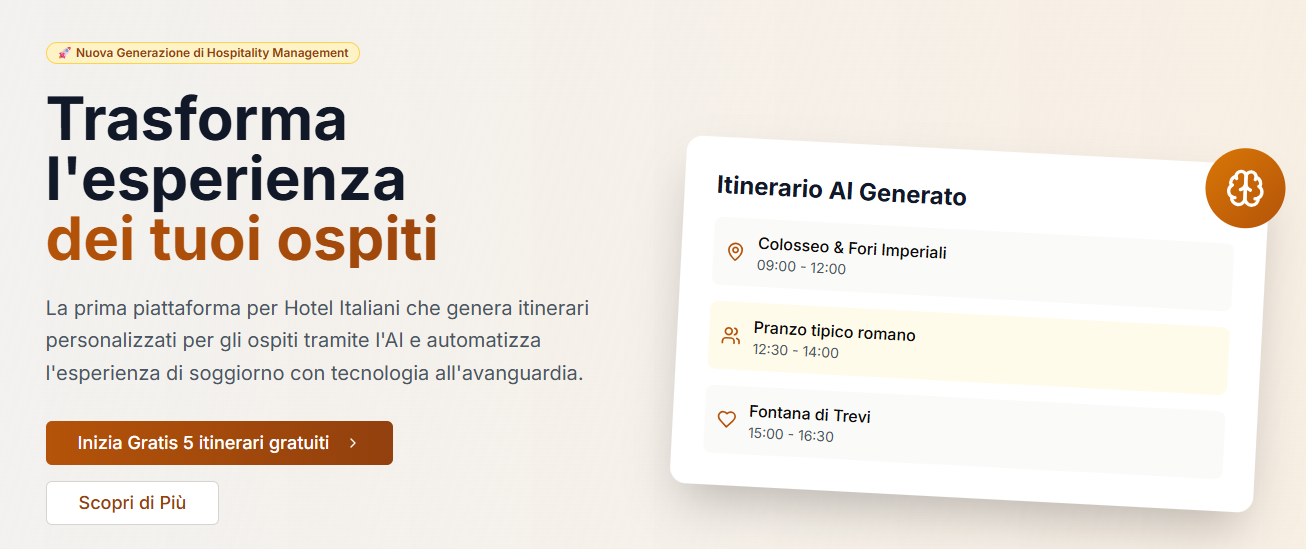 🚀 Nuova Generazione di Hospitality Management
Trasforma
l'esperienza
dei tuoi ospiti
La prima piattaforma per Hotel Italiani che genera itinerari
personalizzati per gli ospiti tramite l'AI e automatizza
l'esperienza di soggiorno con tecnologia all'avanguardia.
Inizia Gratis 5 itinerari gratuiti
Scopri di Più
Itinerario AI Generato
Colosseo & Fori Imperiali
09:00 - 12:00
Pranzo tipico romano
12:30 - 14:00
Fontana di Trevi
15:00 - 16:30